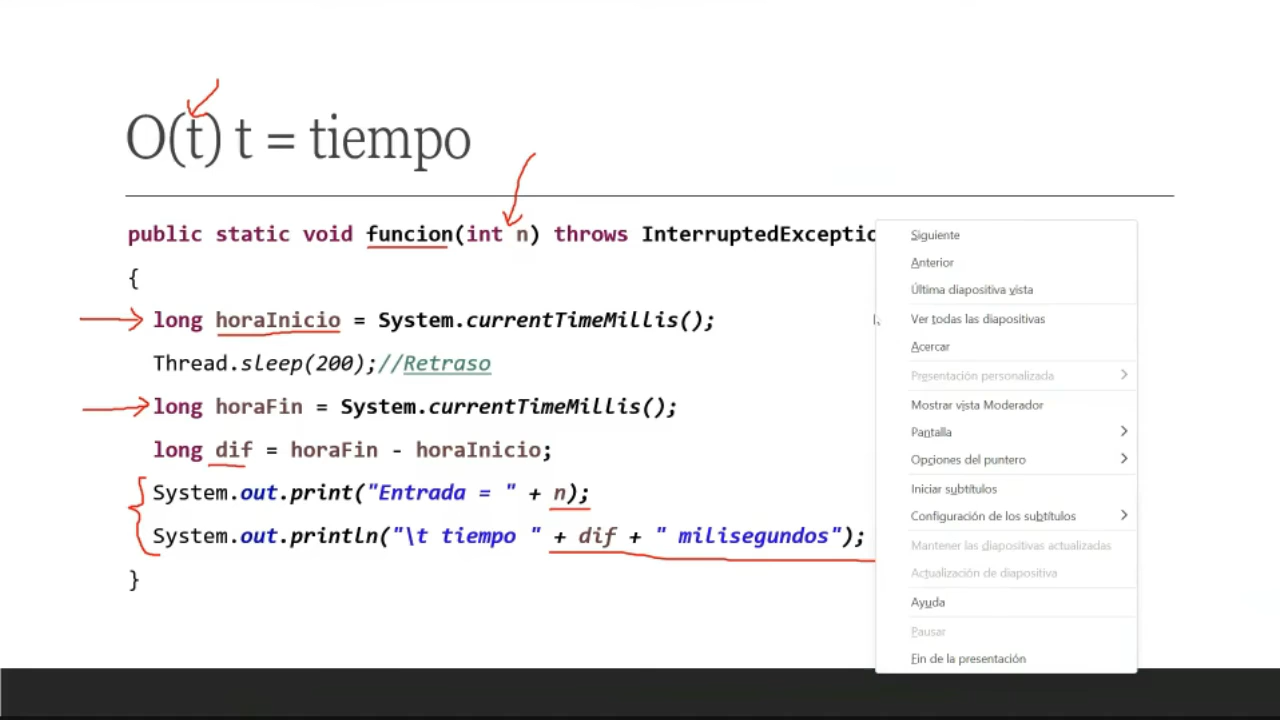 O(t) t = tiempo
public static void funcion(int n) throws InterruptedExceptio
{
long horaInicio = System.currentTimeMillis();
Thread.sleep(200);//Retraso
long horaFin = System.currentTimeMillis();
long dif = horaFin - horaInicio;
System.out.print("Entrada = " + n);
System.out.println("\t tiempo " + dif + " milisegundos");
}
Siguiente
Anterior
Última diapositiva vista
Ver todas las diapositivas
Acercar
Presentación personalizada
Mostrar vista Moderador
Pantalla
Opciones del puntero
Iniciar subtítulos
Configuración de los subtítulos
Mantener las diapositivas actualizadas
Actualización de diapositiva
Ayuda
Pausar
Fin de la presentación